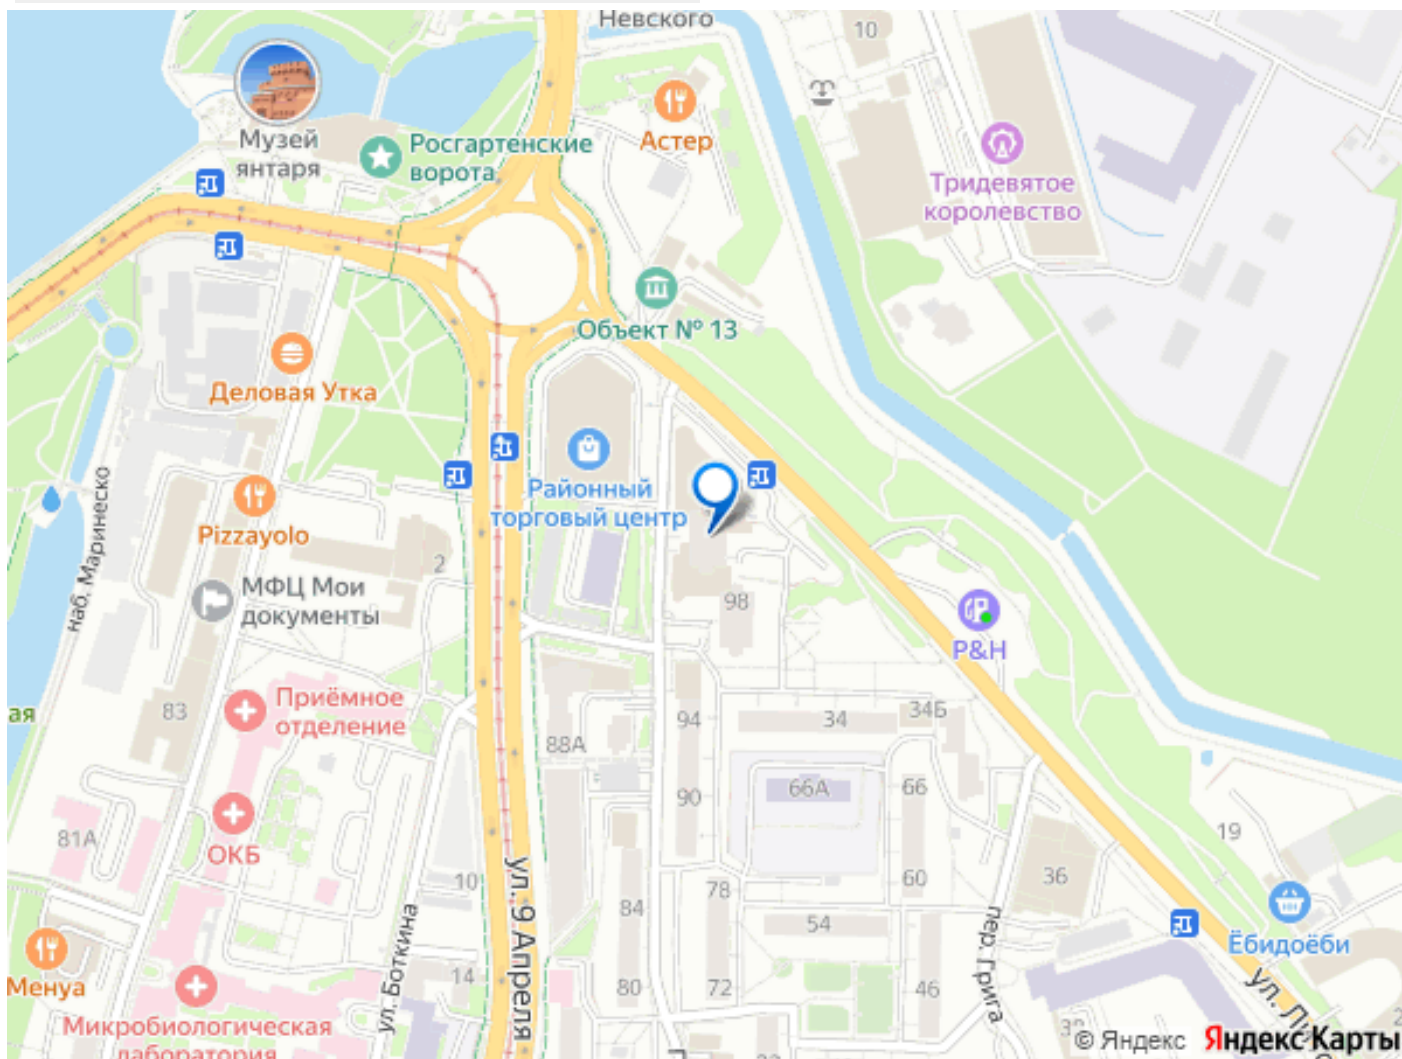 Невского
10
Музей
янтаря
Росгартенские
ворота
Астер
Тридевятое
королевство
Объект № 13
Деловая Утка
Районный
торговый центр
наб. Маринеско
Pizzayolo
2
МФЦ Мои
документы
98
P&H
Приёмное
отделение
ая
83
94
34
34Б
88А
66А
66
90
ОКБ
81А
19
10
78
60
36
84
54
ул. 9 Апреля
ул. Боткина
пер. Грига
Ёбидоёби
Менуа
14
80
72
46
Микробиологическая
лаборатория
© Яндекс
Яндекс Карты